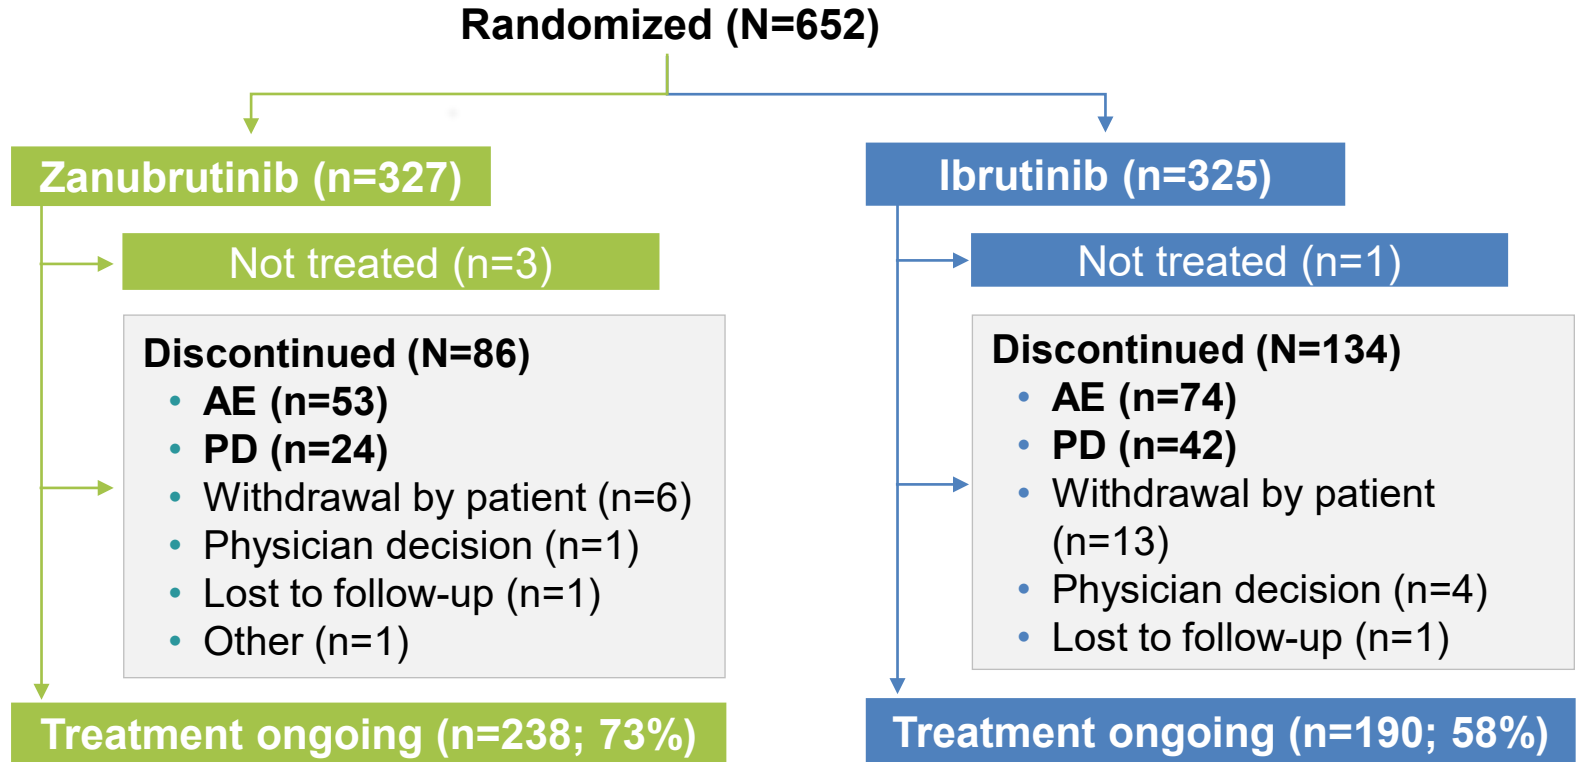 Randomized (N=652)
Zanubrutinib (n=327)
Not treated (n=3)
Discontinued (N=86)
• AE (n=53)
• PD (n=24)
• Withdrawal by patient (n=6)
• Physician decision (n=1)
• Lost to follow-up (n=1)
• Other (n=1)
Treatment ongoing (n=238; 73%)
Ibrutinib (n=325)
Not treated (n=1)
Discontinued (N=134)
• AE (n=74)
• PD (n=42)
• Withdrawal by patient
(n=13)
• Physician decision (n=4)
• Lost to follow-up (n=1)
Treatment ongoing (n=190; 58%)